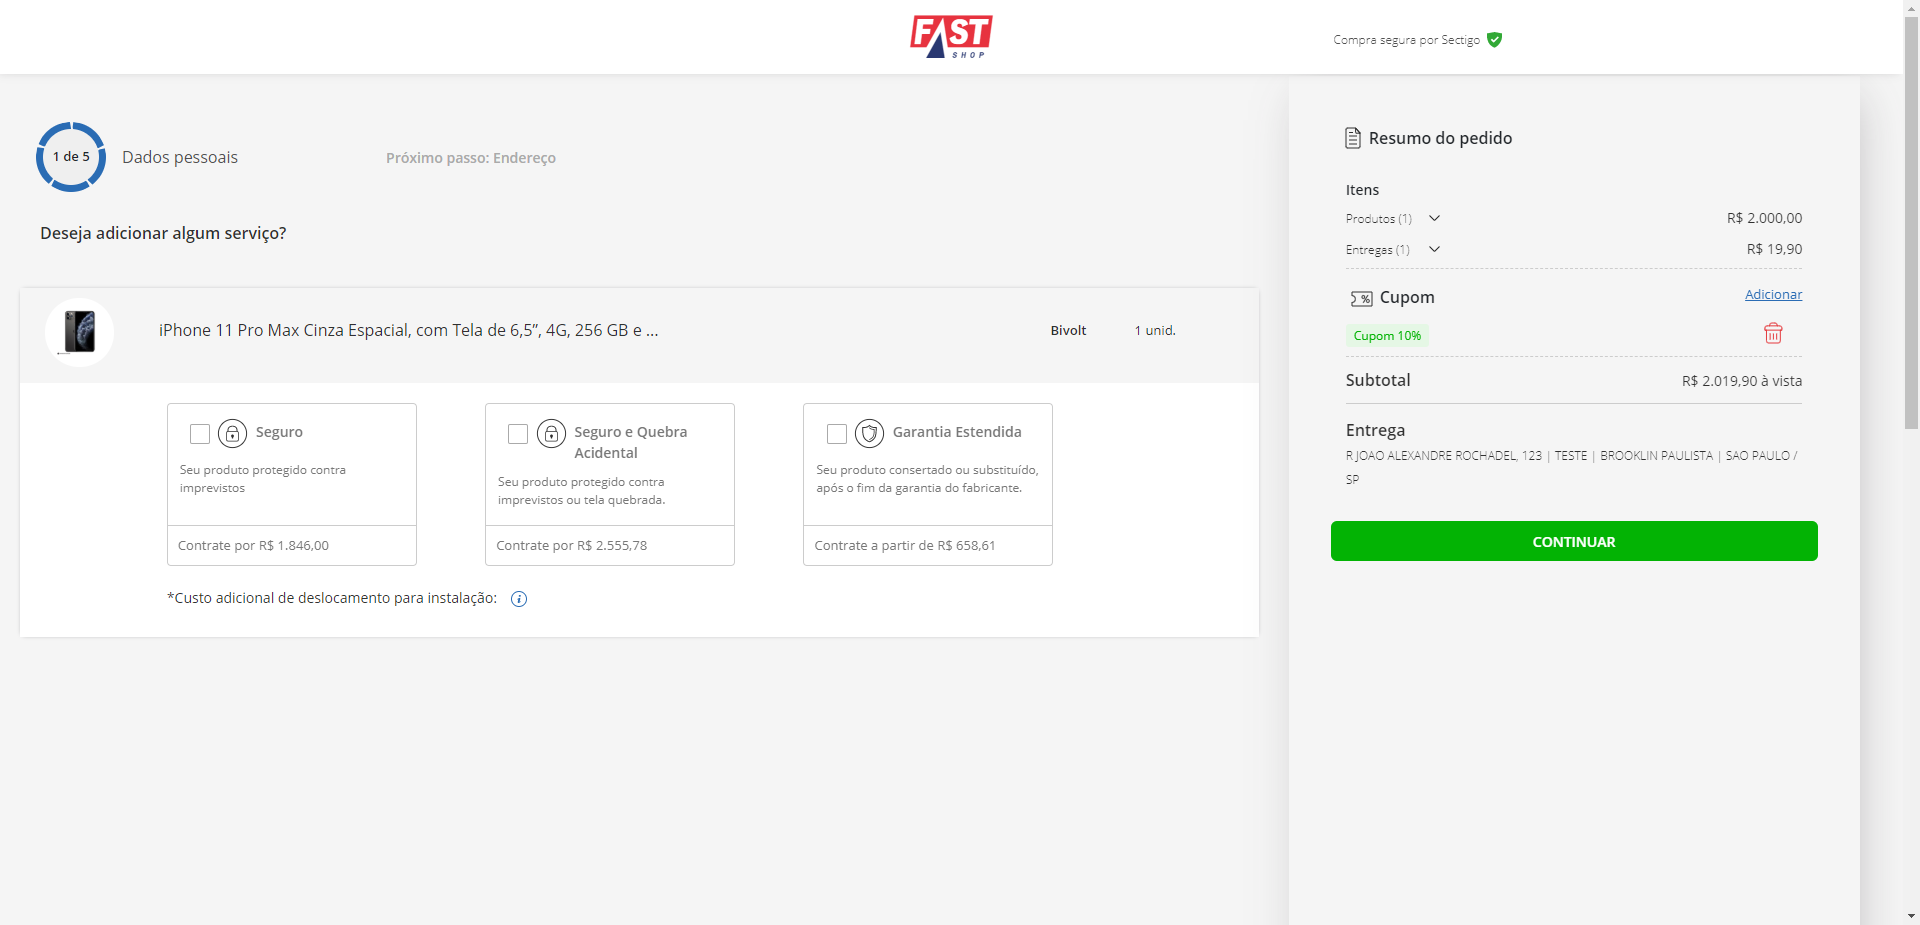 FAST
SHOP
Compra segura por Sectigo
1 de 5
Dados pessoais
Próximo passo: Endereço
Deseja adicionar algum serviço?
iPhone 11 Pro Max Cinza Espacial, com Tela de 6,5”, 4G, 256 GB e ...
Bivolt
1 unid.
Seguro
Seu produto protegido contra
imprevistos
Contrate por R$ 1.846,00
Seguro e Quebra
Acidental
Seu produto protegido contra
imprevistos ou tela quebrada.
Contrate por R$ 2.555,78
Garantia Estendida
Seu produto consertado ou substituído,
após o fim da garantia do fabricante.
Contrate a partir de R$ 658,61
*Custo adicional de deslocamento para instalação:
Resumo do pedido
Itens
Produtos (1)
R$ 2.000,00
Entregas (1)
R$ 19,90
Cupom
Adicionar
Cupom 10%
Subtotal
R$ 2.019,90 à vista
Entrega
R JOAO ALEXANDRE ROCHADEL, 123 | TESTE | BROOKLIN PAULISTA | SAO PAULO /
SP
CONTINUAR